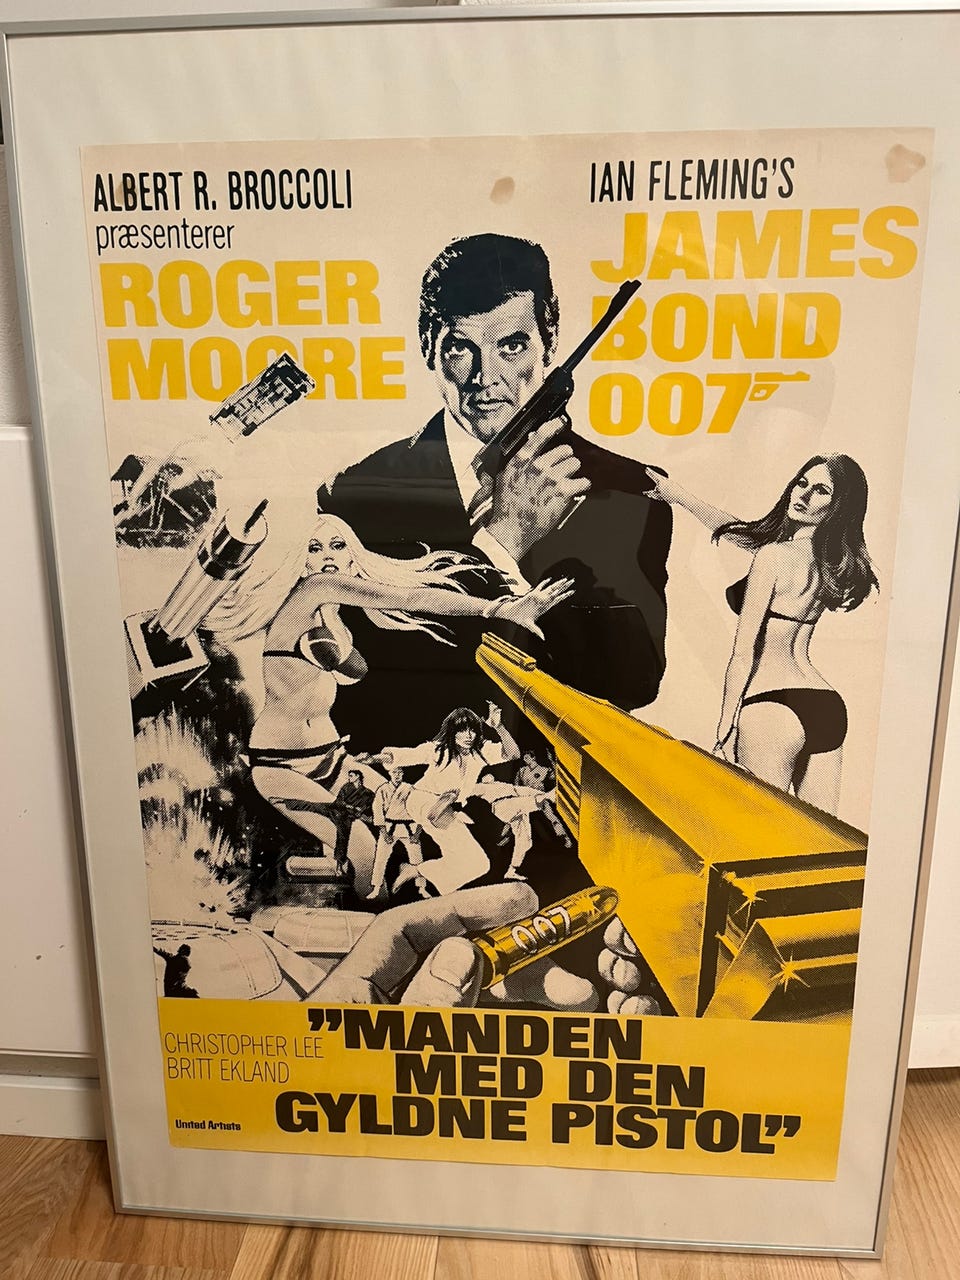 ALBERT R. BROCCOLI
præsenterer
ROGER
MOORE
IAN FLEMING'S
JAMES
BOND
007
007
CHRISTOPHER LEE
BRITT EKLAND
"MANDEN
MED DEN
GYLDNE PISTOL"
United Artists